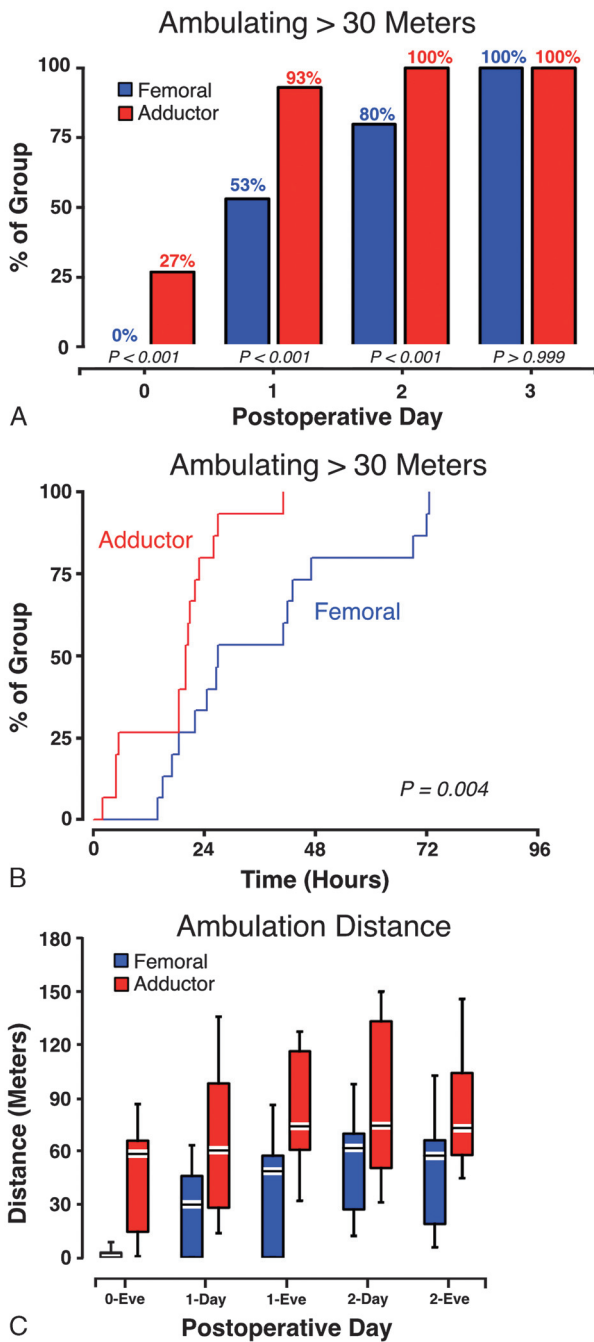 Ambulating > 30 Meters
% of Group
100
75
50
25
0
Femoral
Adductor
0%
27%
53%
93%
80%
100%
100%
100%
P < 0.001
P < 0.001
P < 0.001
P > 0.999
0
1
2
3
Postoperative Day
A
Ambulating > 30 Meters
% of Group
100
75
50
25
0
Adductor
Femoral
P = 0.004
0
24
48
72
96
Time (Hours)
B
Ambulation Distance
Distance (Meters)
180
150
120
90
60
30
0
Femoral
Adductor
0-Eve
1-Day
1-Eve
2-Day
2-Eve
Postoperative Day
C